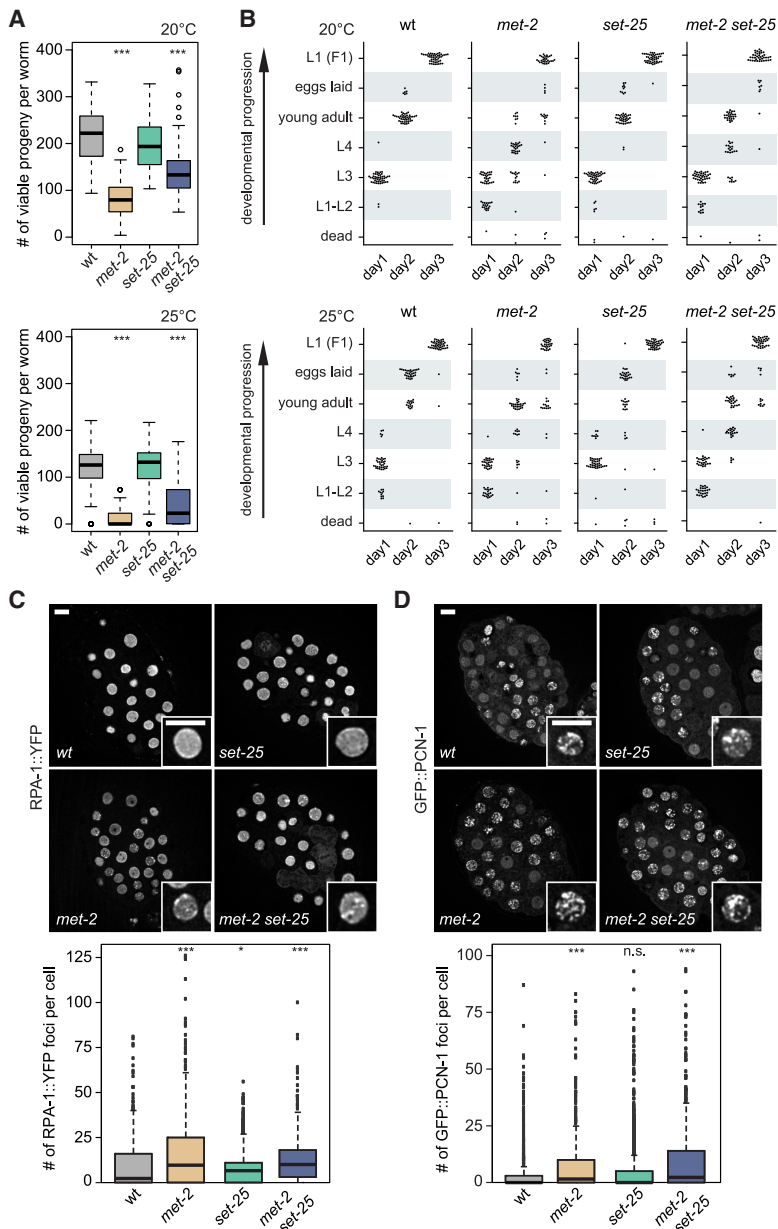 A
20°C
# of viable progeny per worm
400
300
200
100
0
***
***
wt
met-2
set-25
met-2
set-25
25°C
# of viable progeny per worm
400
300
200
100
0
***
***
wt
met-2
set-25
met-2
set-25
B
20°C
wt
met-2
set-25
met-2 set-25
developmental progression
L1 (F1)
eggs laid
young adult
L4
L3
L1-L2
dead
day1
day2
day3
day1
day2
day3
day1
day2
day3
day1
day2
day3
25°C
wt
met-2
set-25
met-2 set-25
developmental progression
L1 (F1)
eggs laid
young adult
L4
L3
L1-L2
dead
day1
day2
day3
day1
day2
day3
day1
day2
day3
day1
day2
day3
C
RPA-1::YFP
wt
set-25
met-2
met-2 set-25
# of RPA-1::YFP foci per cell
125
100
75
50
25
0
***
*
***
wt
met-2
set-25
met-2
set-25
D
GFP::PCN-1
wt
set-25
met-2
met-2 set-25
# of GFP::PCN-1 foci per cell
100
75
50
25
0
***
n.s.
***
wt
met-2
set-25
met-2
set-25